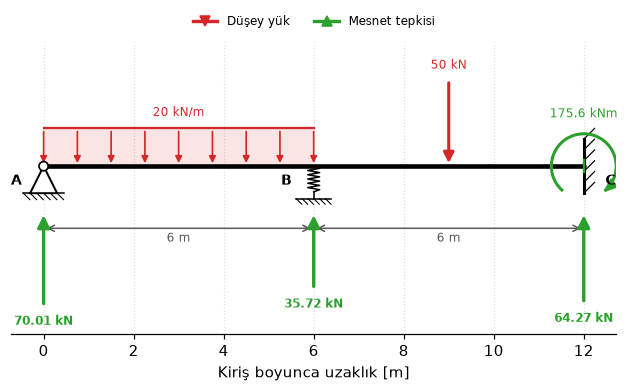 Düşey yük
Mesnet tepkisi
50 kN
20 kN/m
175.6 kNm
A
B
C
6 m
6 m
70.01 kN
35.72 kN
64.27 kN
0 2 4 6 8 10 12
Kiriş boyunca uzaklık [m]